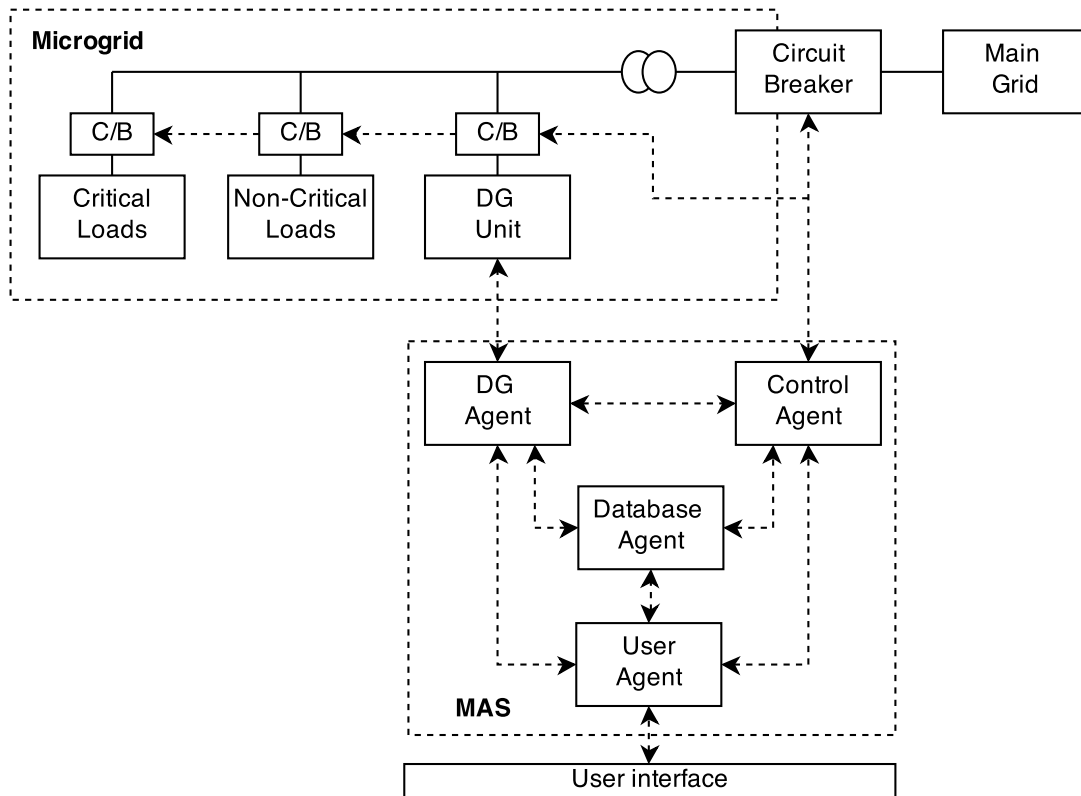 Microgrid
Circuit
Breaker
Main
Grid
C/B
C/B
C/B
Critical
Loads
Non-Critical
Loads
DG
Unit
DG
Agent
Control
Agent
Database
Agent
User
Agent
MAS
User interface